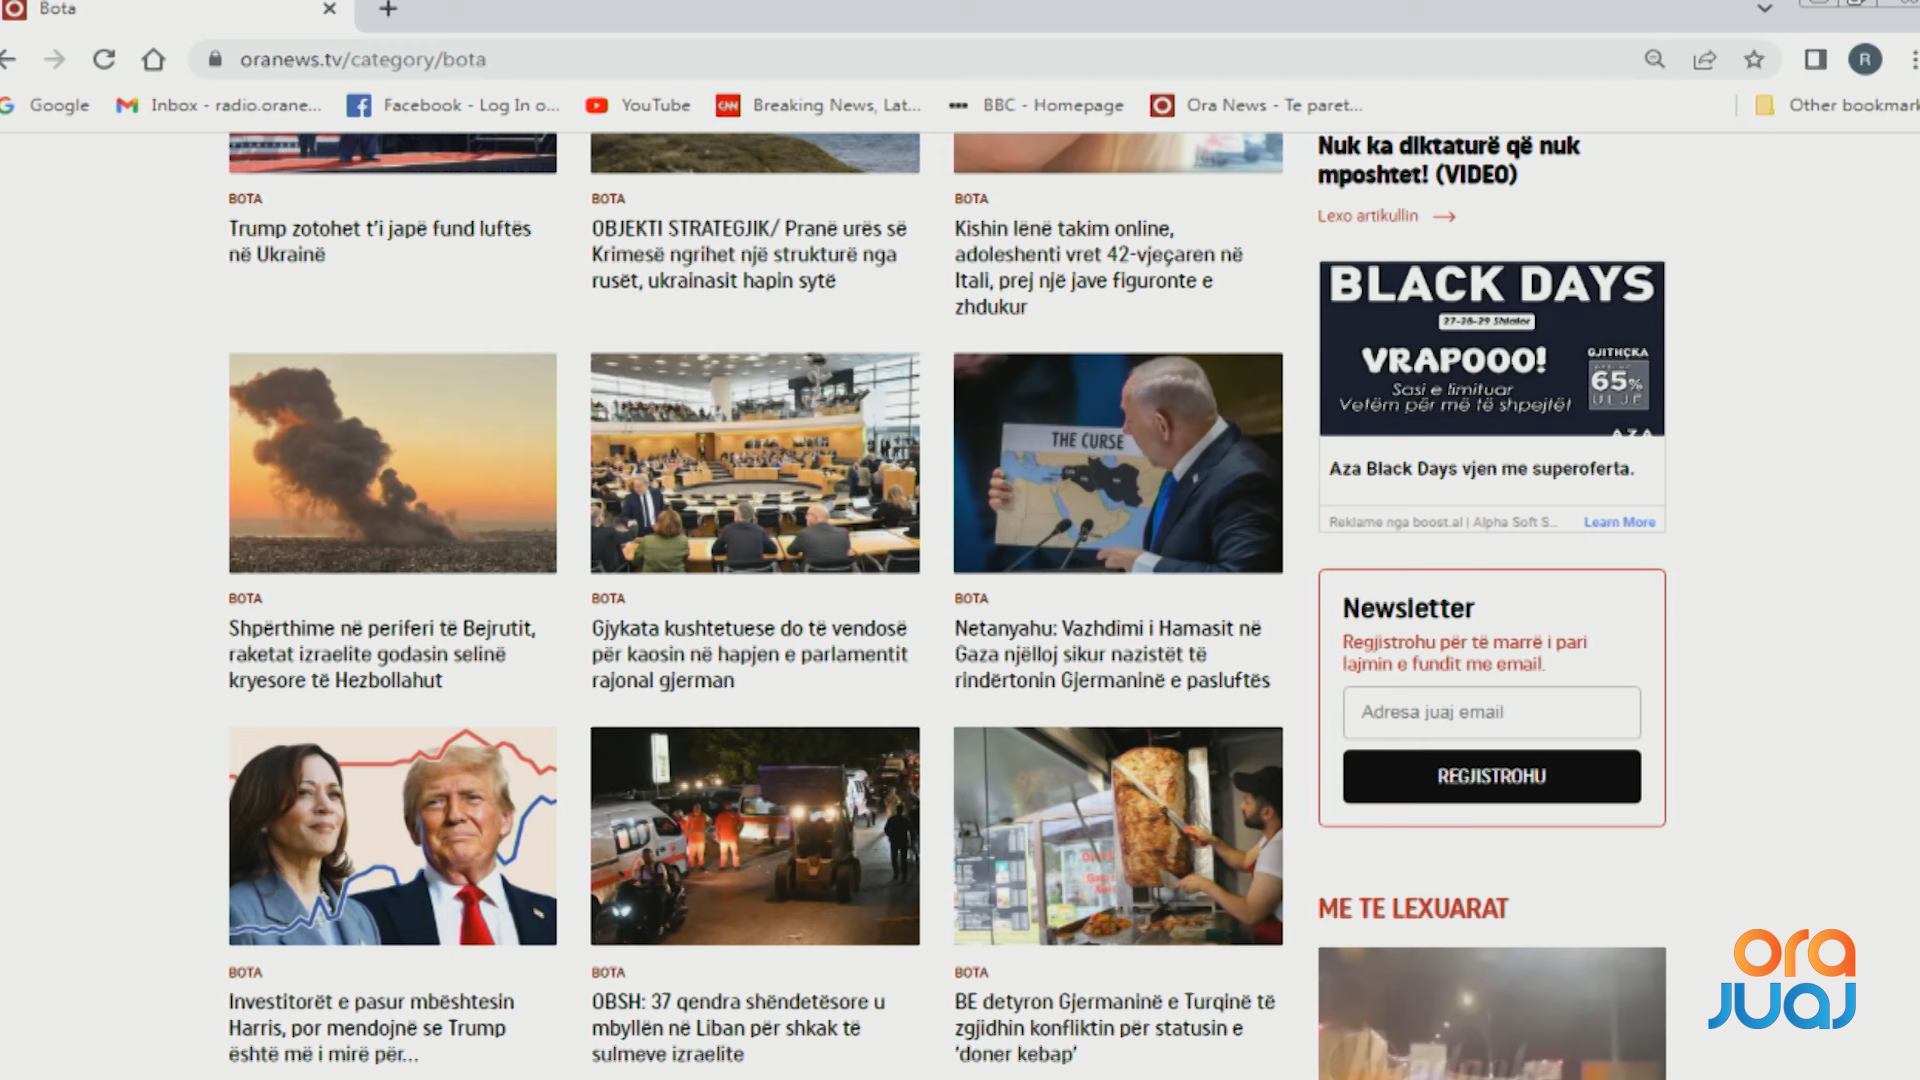 Bota
oranews.tv/category/bota
R
Google
Inbox - radio.orane...
Facebook - Log In o...
YouTube
CNN
Breaking News, Lat...
BBC - Homepage
Ora News - Te paret...
Other bookmark
BOTA
Trump zotohet t'i japë fund luftës
në Ukrainë
BOTA
OBJEKTI STRATEGJIK/ Pranë urës së
Krimesë ngrihet një strukturë nga
rusët, ukrainasit hapin sytë
BOTA
Kishin lënë takim online,
adoleshenti vret 42-vjeçaren në
Itali, prej një jave figuronte e
zhdukur
THE CURSE
BOTA
Shpërthime në periferi të Bejrutit,
raketat izraelite godasin selinë
kryesore të Hezbollahut
BOTA
Gjykata kushtetuese do të vendosë
për kaosin në hapjen e parlamentit
rajonal gjerman
BOTA
Netanyahu: Vazhdimi i Hamasit në
Gaza njëlloj sikur nazistët të
rindërtonin Gjermaninë e pasluftës
BOTA
Investitorët e pasur mbështesin
Harris, por mendojnë se Trump
është më i mirë për...
BOTA
OBSH: 37 qendra shëndetësore u
mbyllën në Liban për shkak të
sulmeve izraelite
BOTA
BE detyron Gjermaninë e Turqinë të
zgjidhin konfliktin për statusin e
'doner kebap'
Nuk ka diktaturë që nuk
mposhtet! (VIDEO)
Lexo artikullin
BLACK DAYS
27-28-29 Shtator
VRAPOOO!
Sasi e limituar
Vetëm për më të shpejtët
GJITHÇKA
65%
ULJE
Aza Black Days vjen me superoferta.
Reklame nga boost.al | Alpha Soft S...
Learn More
Newsletter
Regjistrohu për të marrë i pari
lajmin e fundit me email.
Adresa juaj email
REGJISTROHU
ME TE LEXUARAT
ora
juaj